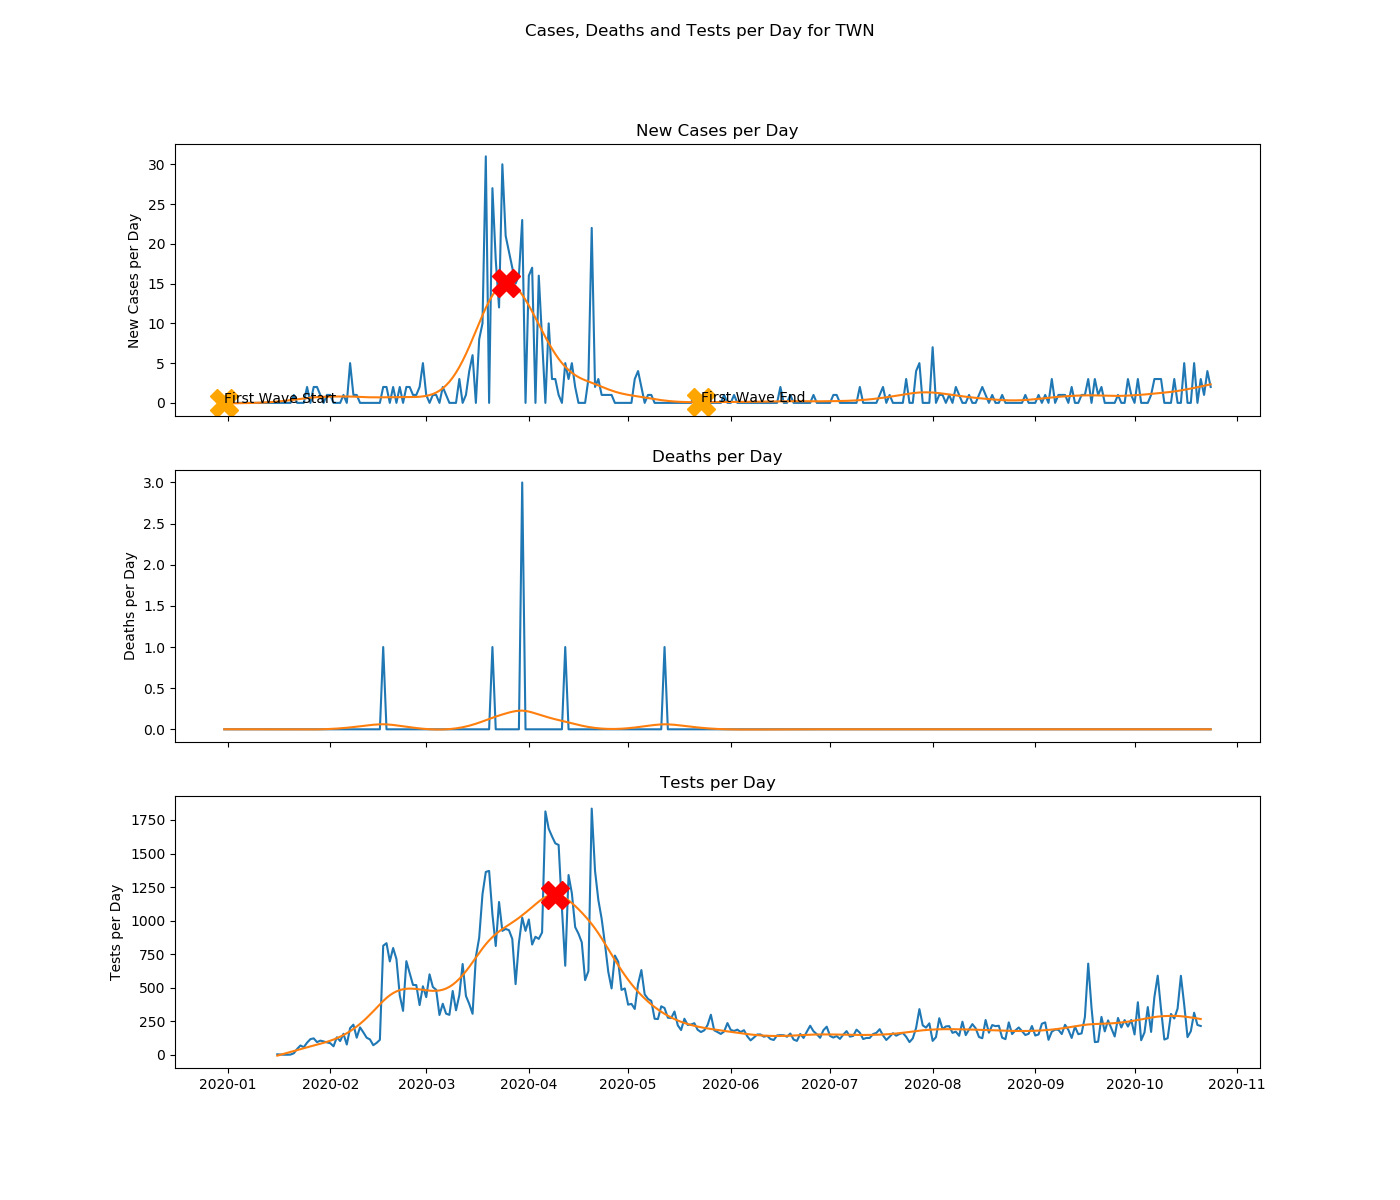 Cases, Deaths and Tests per Day for TWN
New Cases per Day
New Cases per Day
30
25
20
15
10
5
0
First Wave Start
First Wave End
Deaths per Day
Deaths per Day
3.0
2.5
2.0
1.5
1.0
0.5
0.0
Tests per Day
Tests per Day
1750
1500
1250
1000
750
500
250
0
2020-01 2020-02 2020-03 2020-04 2020-05 2020-06 2020-07 2020-08 2020-09 2020-10 2020-11